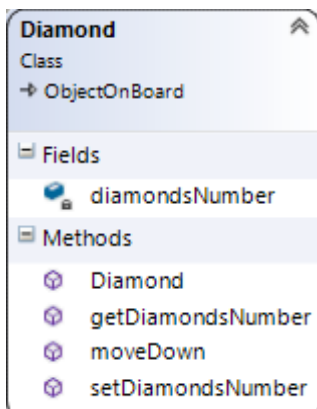 Diamond
Class
ObjectOnBoard
Fields
diamondsNumber
Methods
Diamond
getDiamondsNumber
moveDown
setDiamondsNumber